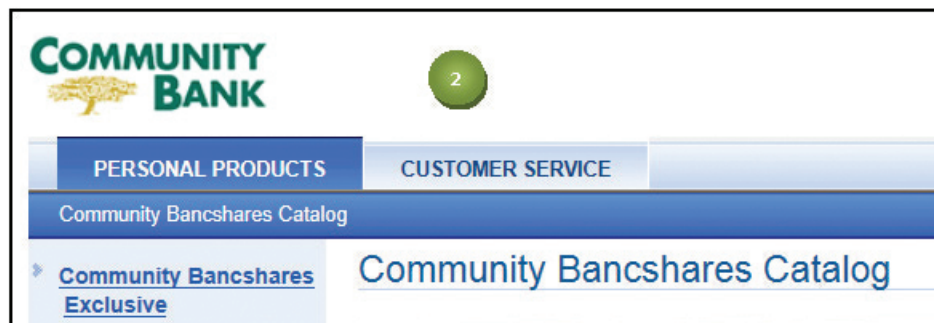 COMMUNITY
BANK
2
PERSONAL PRODUCTS
CUSTOMER SERVICE
Community Bancshares Catalog
Community Bancshares
Exclusive
Community Bancshares Catalog